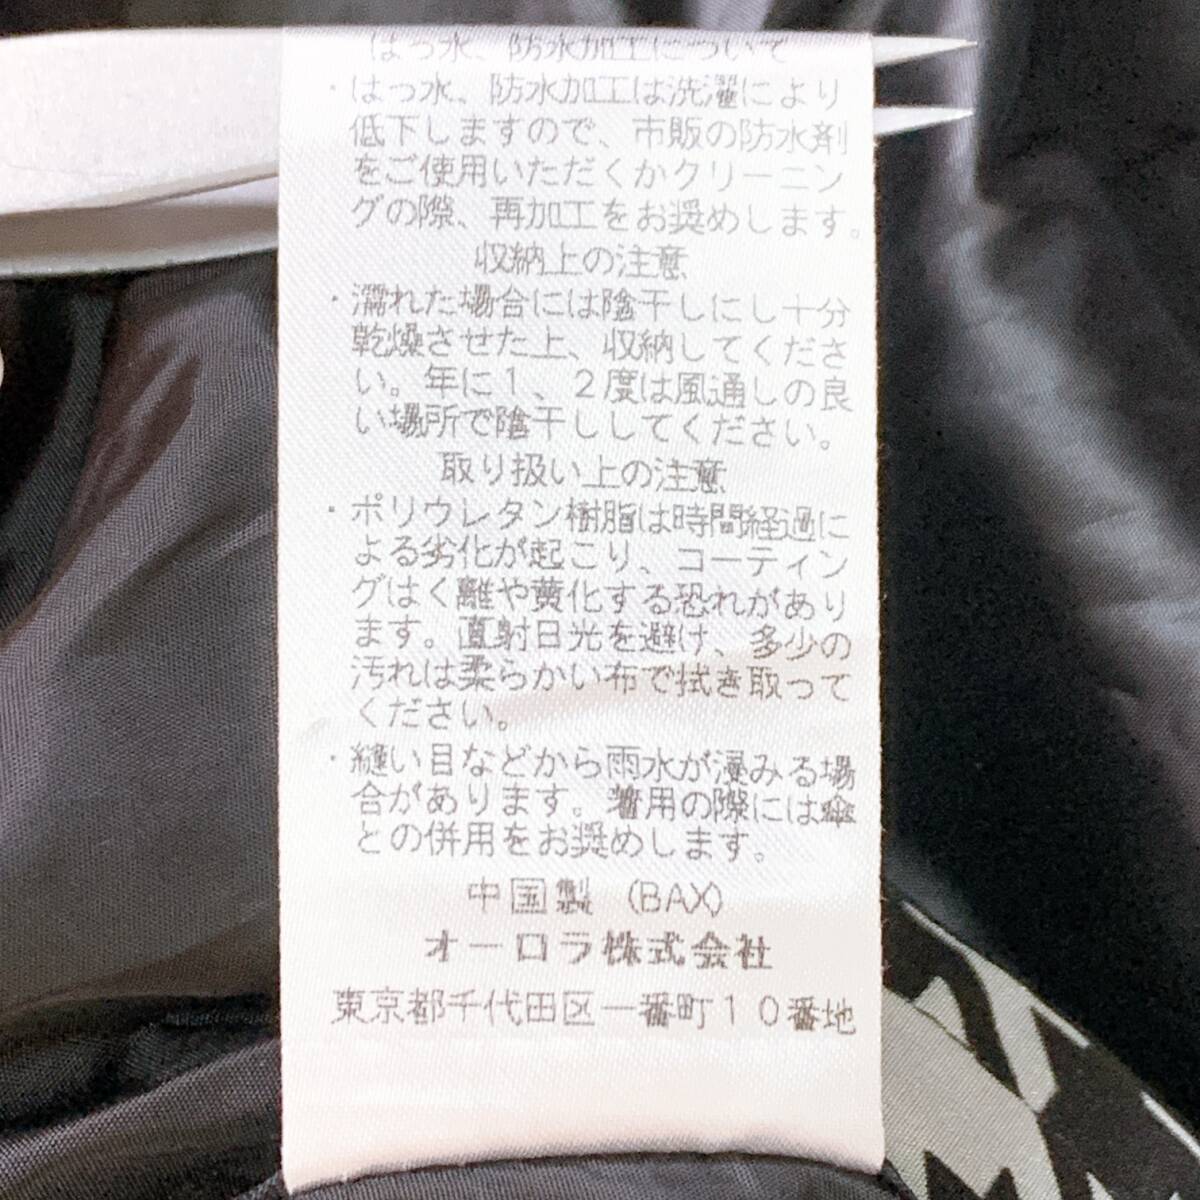 はっ水、防水加工について
・はっ水、防水加工は洗濯により
低下しますので、市販の防水剤
をご使用いただくかクリーニン
グの際、再加工をお奨めします。
収納上の注意
・濡れた場合には陰干しにし十分
乾燥させた上、収納してくださ
い。年に１、２度は風通しの良
い場所で陰干ししてください。
取り扱い上の注意
・ポリウレタン樹脂は時間経過に
よる劣化が起こり、コーティン
グはく離や黄化する恐れがあり
ます。直射日光を避け、多少の
汚れは柔らかい布で拭き取って
ください。
・縫い目などから雨水が浸みる場
合があります。着用の際には傘
との併用をお奨めします。
中国製 (BAX)
オーロラ株式会社
東京都千代田区一番町１０番地